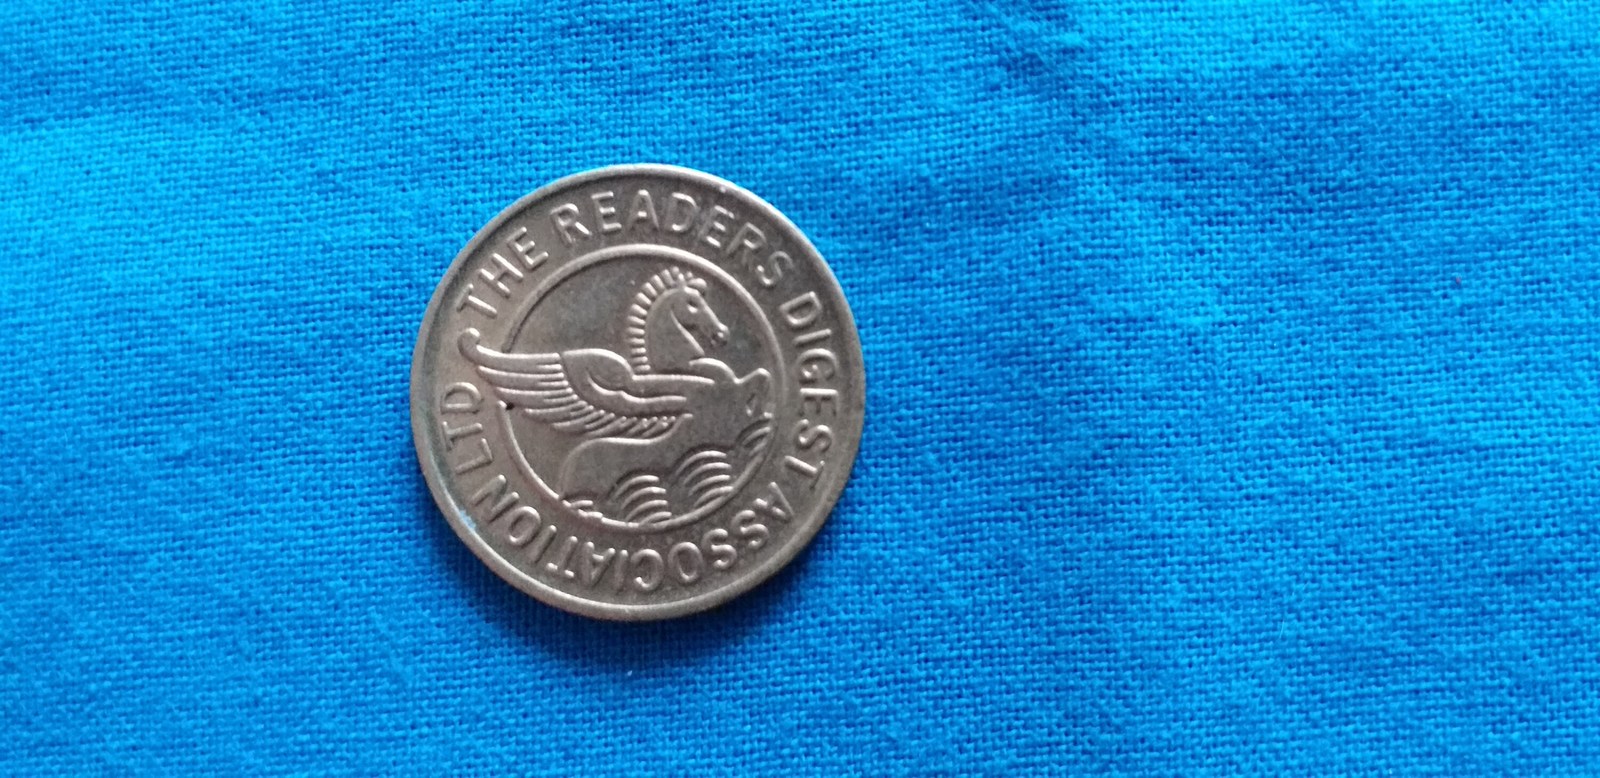 THE READERS DIGEST ASSOCIATION LTD